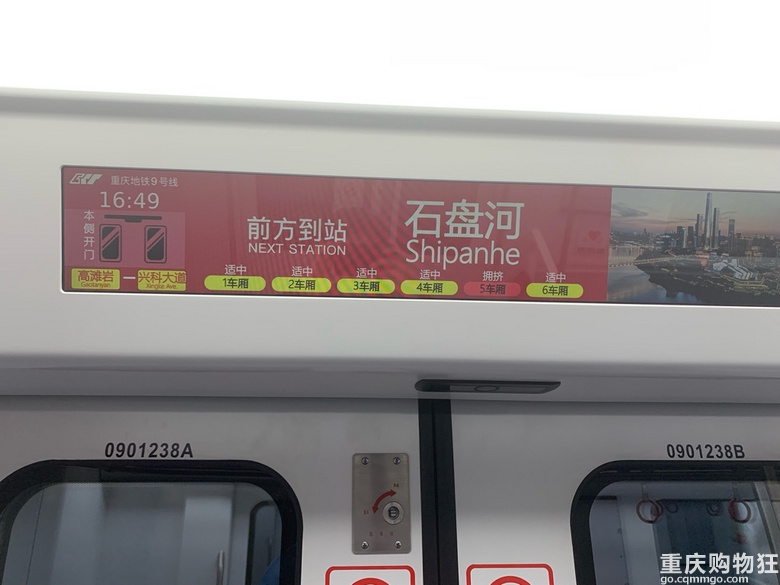 重庆地铁9号线
16:49
本侧开门
前方到站
NEXT STATION
石盘河
Shipanhe
高滩岩 — 兴科大道
Gaotanyan Xingke Ave.
适中 适中 适中 适中 拥挤 适中
1车厢 2车厢 3车厢 4车厢 5车厢 6车厢
0901238A
0901238B
重庆购物狂
go.cqmmgo.com